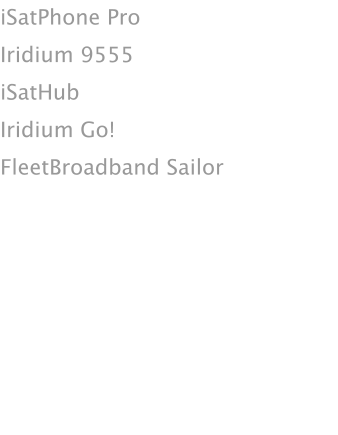 iSatPhone Pro
Iridium 9555
iSatHub
Iridium Go!
FleetBroadband Sailor